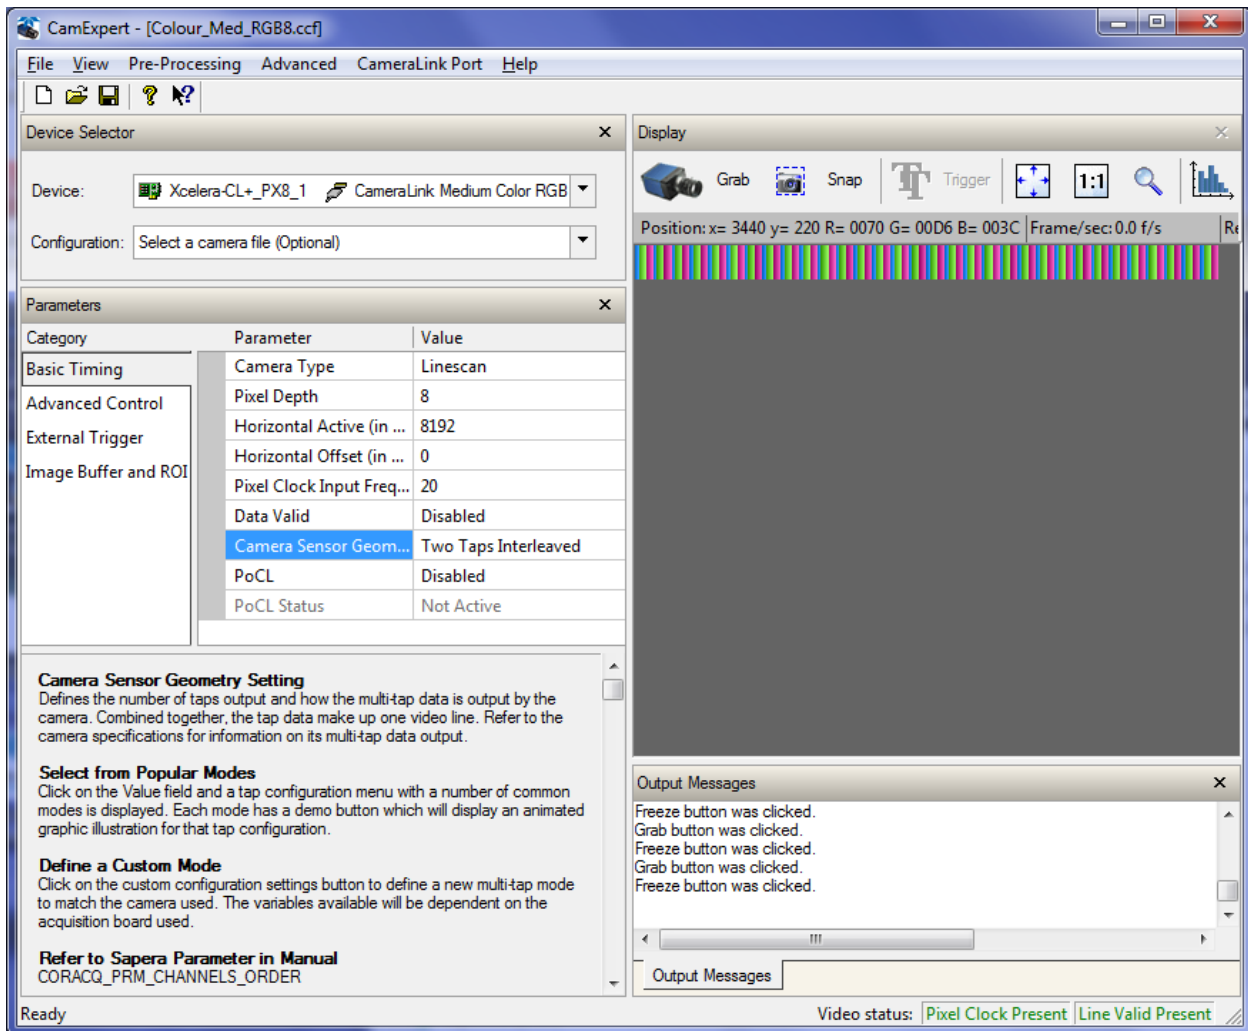 CamExpert - [Colour_Med_RGB8.ccf]
File View Pre-Processing Advanced CameraLink Port Help
Device Selector
Device: Xcelera-CL+_PX8_1 CameraLink Medium Color RGB
Configuration: Select a camera file (Optional)
Parameters
Category
Basic Timing
Advanced Control
External Trigger
Image Buffer and ROI
Parameter Value
Camera Type Linescan
Pixel Depth 8
Horizontal Active (in ... 8192
Horizontal Offset (in ... 0
Pixel Clock Input Freq... 20
Data Valid Disabled
Camera Sensor Geom... Two Taps Interleaved
PoCL Disabled
PoCL Status Not Active
Camera Sensor Geometry Setting
Defines the number of taps output and how the multi-tap data is output by the
camera. Combined together, the tap data make up one video line. Refer to the
camera specifications for information on its multi-tap data output.
Select from Popular Modes
Click on the Value field and a tap configuration menu with a number of common
modes is displayed. Each mode has a demo button which will display an animated
graphic illustration for that tap configuration.
Define a Custom Mode
Click on the custom configuration settings button to define a new multi-tap mode
to match the camera used. The variables available will be dependent on the
acquisition board used.
Refer to Sapera Parameter in Manual
CORACQ_PRM_CHANNELS_ORDER
Display
Grab Snap Trigger 1:1
Position: x= 3440 y= 220 R= 0070 G= 00D6 B= 003C Frame/sec: 0.0 f/s Re
Output Messages
Freeze button was clicked.
Grab button was clicked.
Freeze button was clicked.
Grab button was clicked.
Freeze button was clicked.
Output Messages
Ready
Video status: Pixel Clock Present Line Valid Present